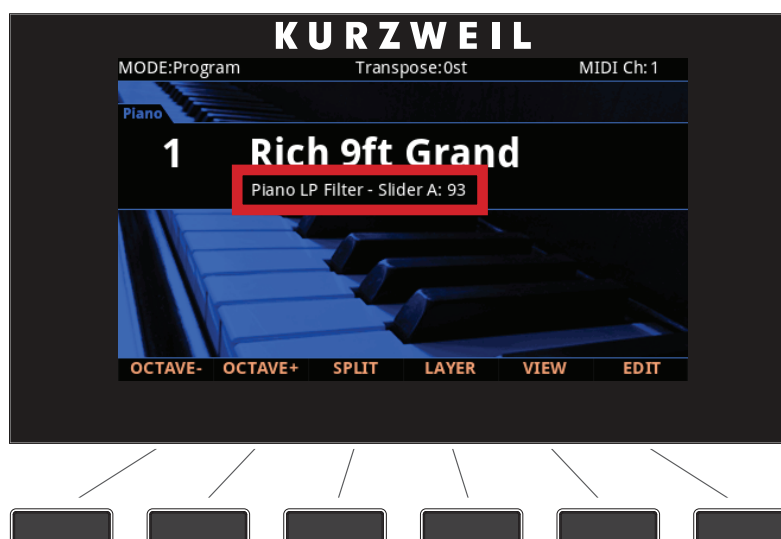 KURZWEIL
MODE:Program Transpose:0st MIDI Ch:1
Piano
1 Rich 9ft Grand
Piano LP Filter - Slider A: 93
OCTAVE- OCTAVE+ SPLIT LAYER VIEW EDIT